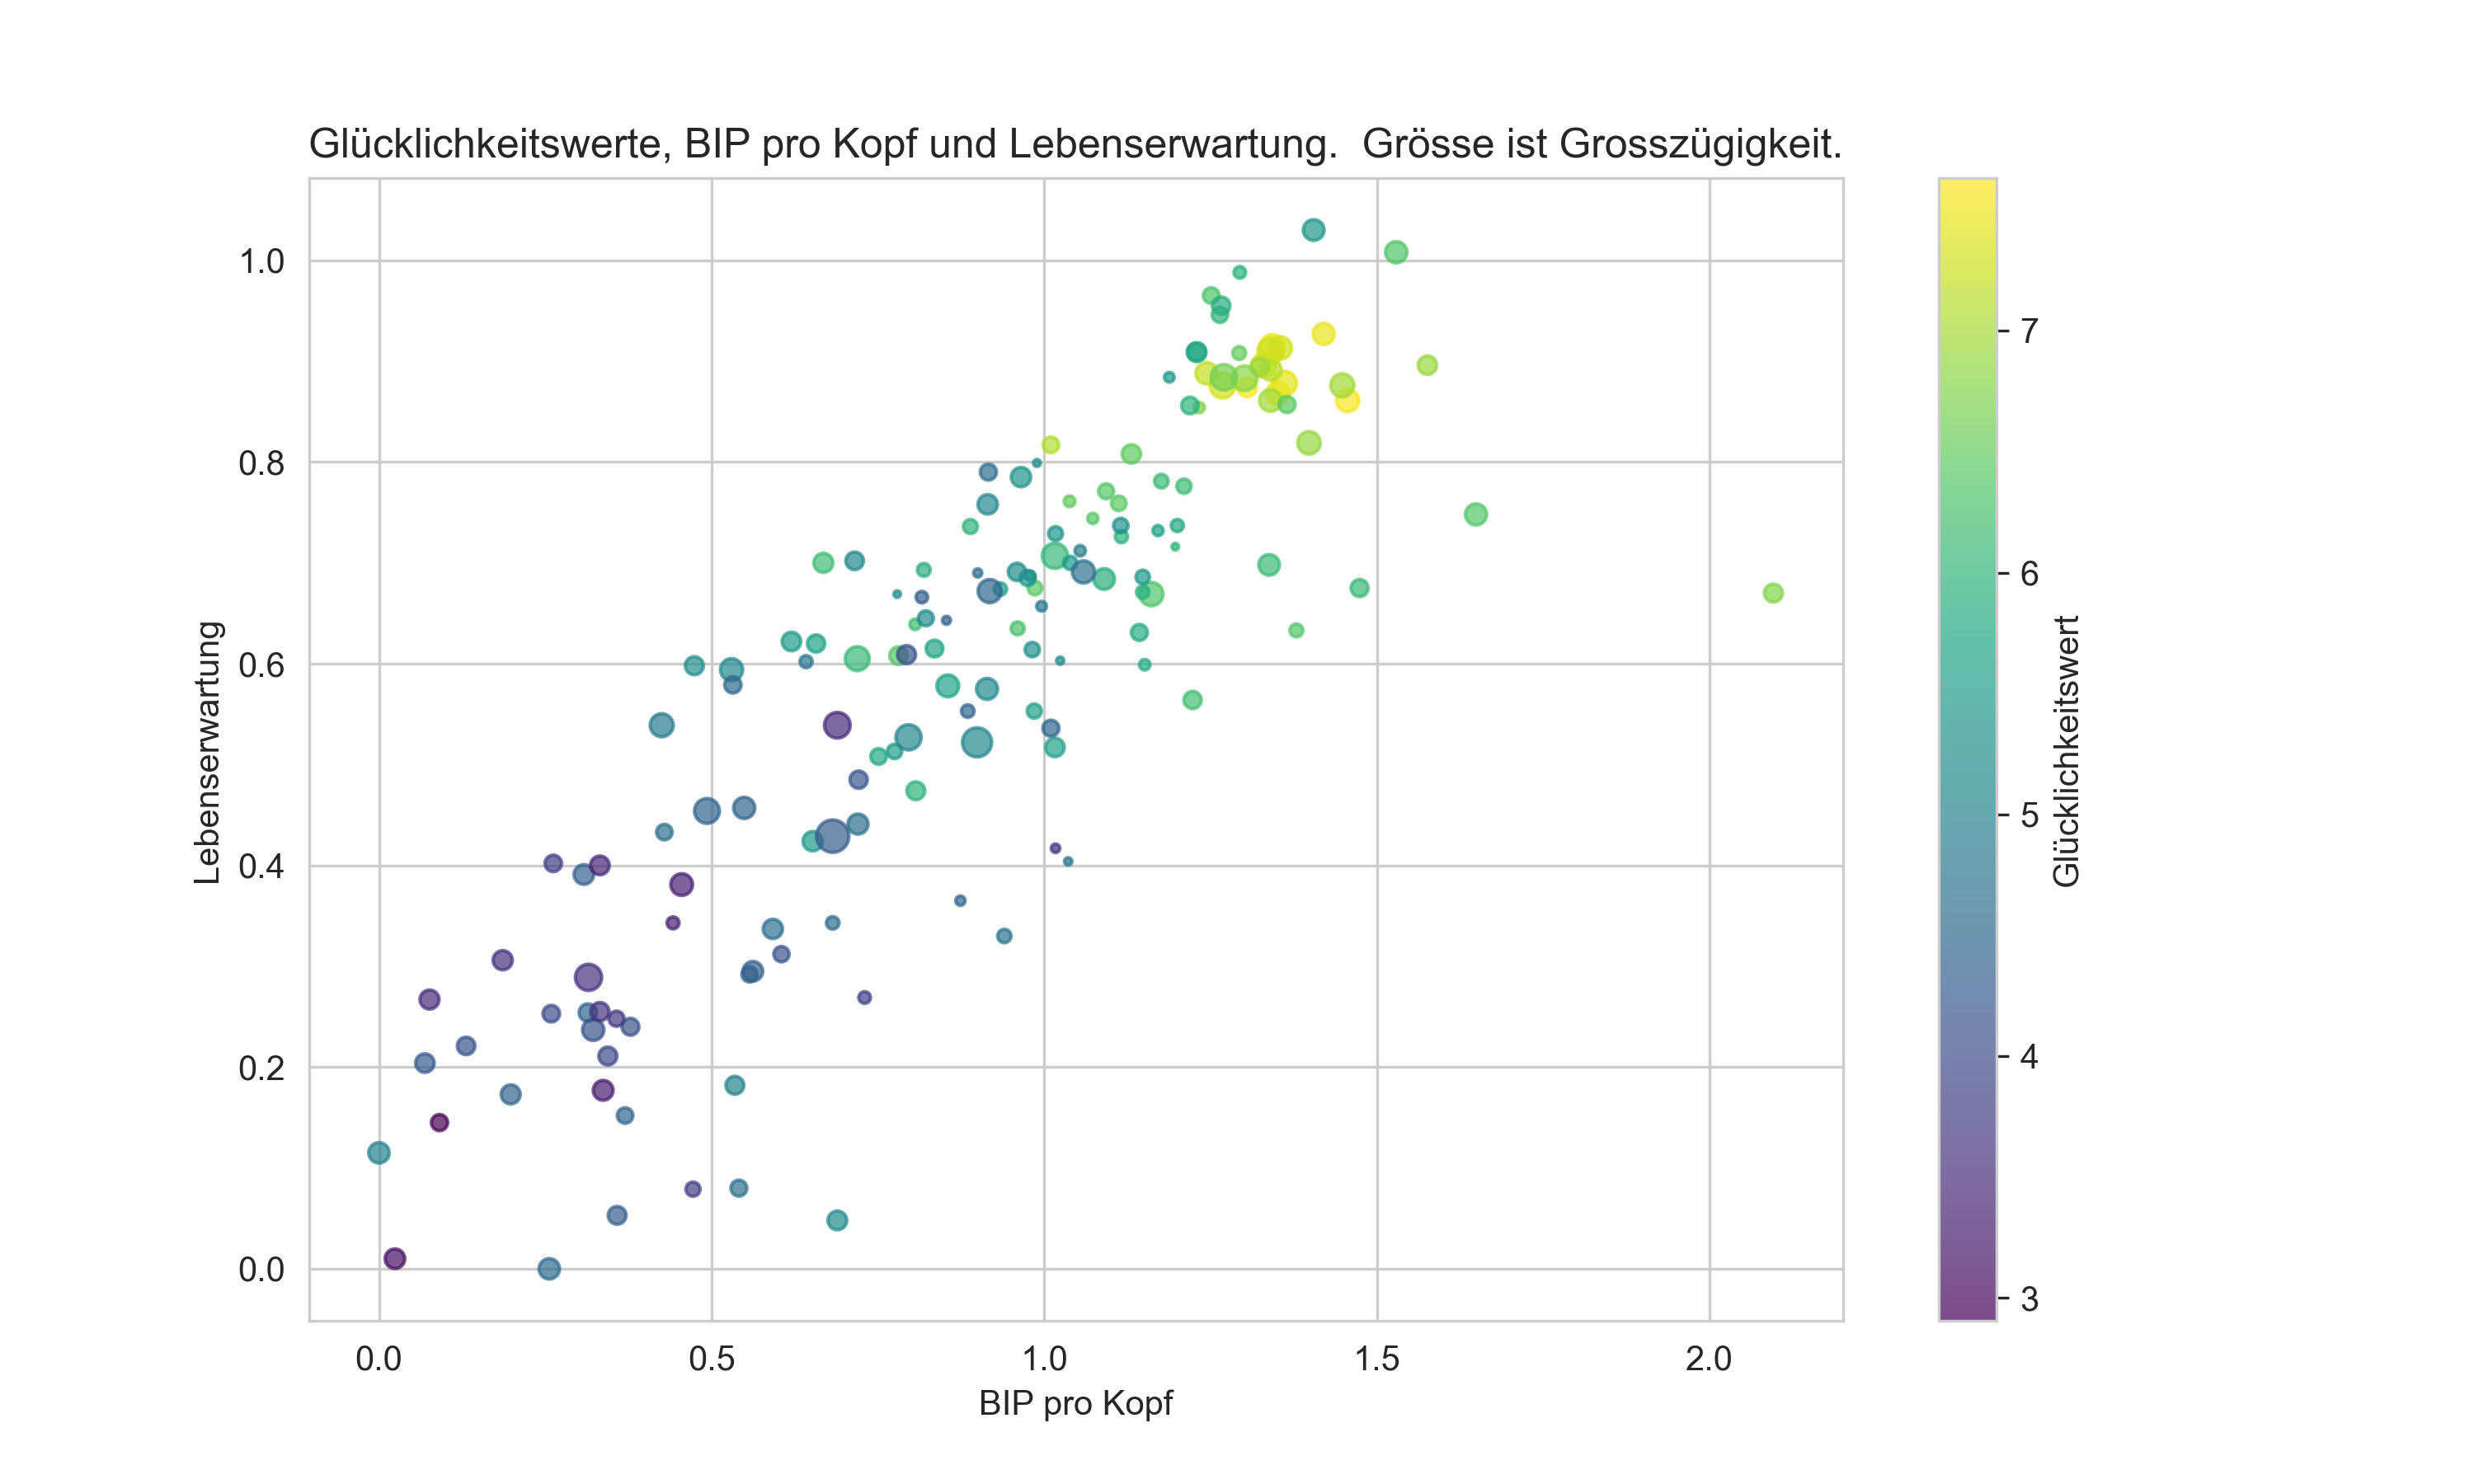 Glücklichkeitswerte, BIP pro Kopf und Lebenserwartung.  Grösse ist Grosszügigkeit.
Lebenserwartung
1.0
0.8
0.6
0.4
0.2
0.0
0.0 0.5 1.0 1.5 2.0
BIP pro Kopf
7
6
5
4
3
Glücklichkeitswert